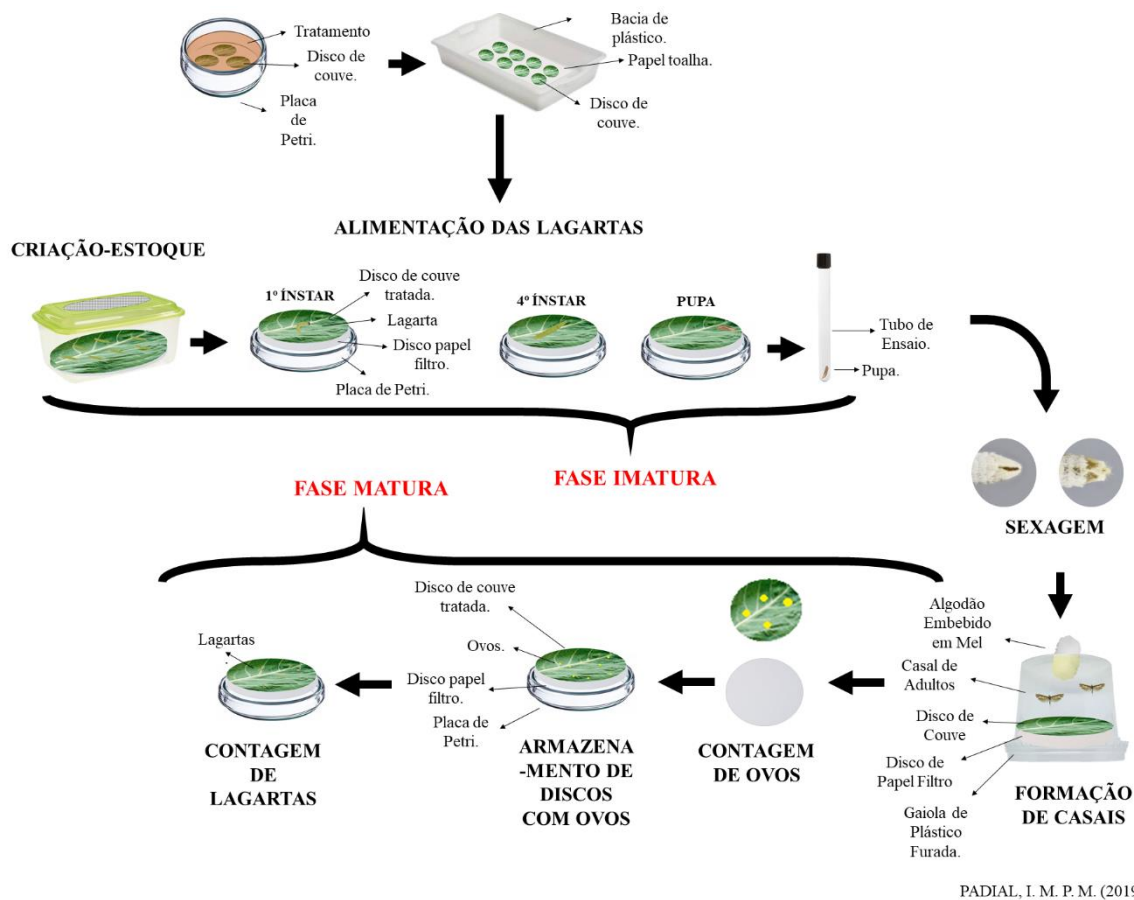 Tratamento
Disco de
couve.
Placa
de
Petri.
Bacia de
plástico.
Papel toalha.
Disco de
couve.
ALIMENTAÇÃO DAS LAGARTAS
CRIAÇÃO-ESTOQUE
1º ÍNSTAR
Disco de couve
tratada.
Lagarta
Disco papel
filtro.
Placa de Petri.
4º ÍNSTAR
PUPA
Tubo de
Ensaio.
Pupa.
FASE IMATURA
FASE MATURA
SEXAGEM
Algodão
Embebido
em Mel
Casal de
Adultos
Disco de
Couve
Disco de
Papel Filtro
Gaiola de
Plástico
Furada.
FORMAÇÃO
DE CASAIS
CONTAGEM
DE OVOS
Disco de couve
tratada.
Ovos.
Disco papel
filtro.
Placa de
Petri.
ARMAZENA
-MENTO DE
DISCOS
COM OVOS
Lagartas
CONTAGEM
DE
LAGARTAS
PADIAL, I. M. P. M. (2019